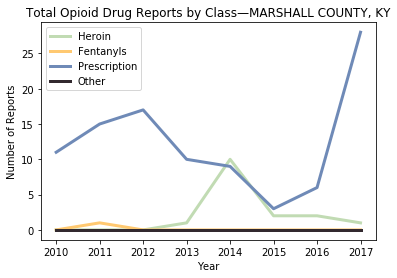 Total Opioid Drug Reports by Class—MARSHALL COUNTY, KY
Heroin
Fentanyls
Prescription
Other
Number of Reports
25
20
15
10
5
0
2010 2011 2012 2013 2014 2015 2016 2017
Year